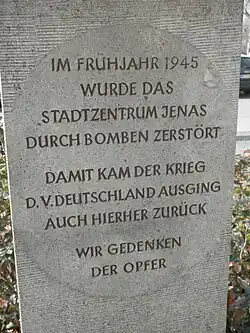 IM FRÜHJAHR 1945
WURDE DAS
STADTZENTRUM JENAS
DURCH BOMBEN ZERSTÖRT
DAMIT KAM DER KRIEG
D.V.DEUTSCHLAND AUSGING
AUCH HIERHER ZURÜCK
WIR GEDENKEN
DER OPFER